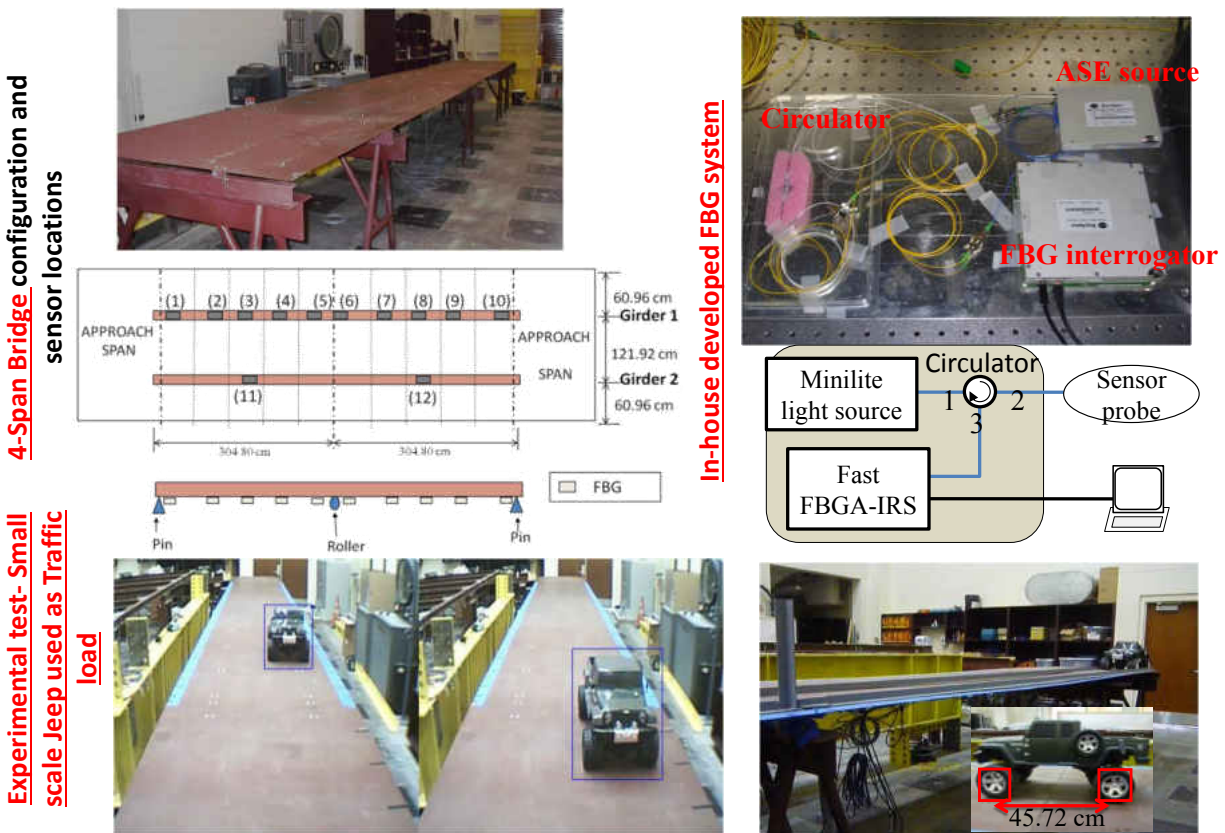 4-Span Bridge configuration and
sensor locations
(1) (2) (3) (4) (5) (6) (7) (8) (9) (10)
60.96 cm
Girder 1
APPROACH
SPAN
APPROACH
SPAN
121.92 cm
Girder 2
(11) (12)
60.96 cm
304.80 cm 304.80 cm
FBG
Pin
Roller
Pin
Experimental test- Small
scale Jeep used as Traffic
load
In-house developed FBG system
ASE source
Circulator
FBG interrogator
Circulator
Minilite
light source
1 2
3
Sensor
probe
Fast
FBGA-IRS
45.72 cm